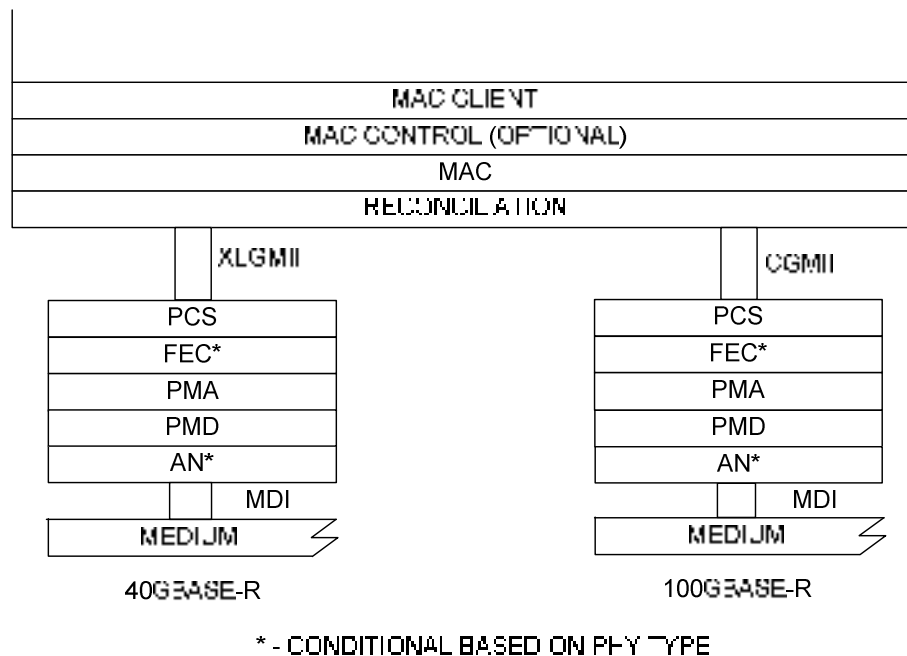 MAC CLIENT
MAC CONTROL (OPTIONAL)
MAC
RECONCILIATION
XLGMII
CGMII
PCS
PCS
FEC*
FEC*
PMA
PMA
PMD
PMD
AN*
AN*
MDI
MDI
MEDIUM
MEDIUM
40GBASE-R
100GBASE-R
* - CONDITIONAL BASED ON PHY TYPE